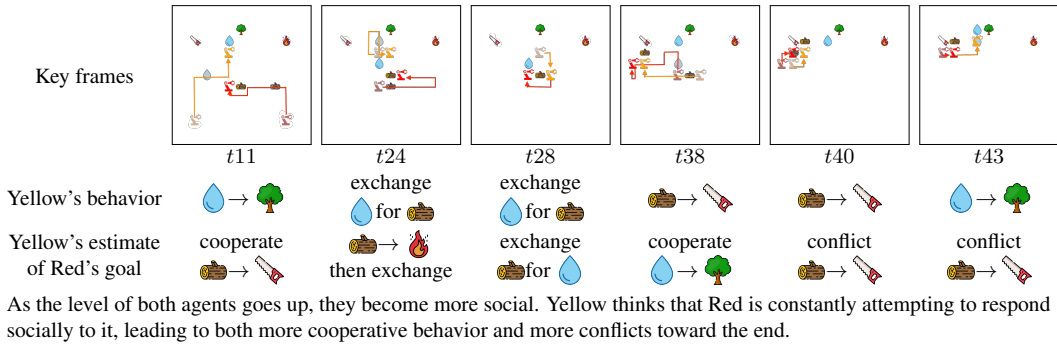 Key frames
t11 t24 t28 t38 t40 t43
Yellow's behavior
→
exchange
for
exchange
for
→
→
→
Yellow's estimate
of Red's goal
cooperate
→
→
then exchange
exchange
for
cooperate
→
conflict
→
conflict
→
As the level of both agents goes up, they become more social. Yellow thinks that Red is constantly attempting to respond
socially to it, leading to both more cooperative behavior and more conflicts toward the end.